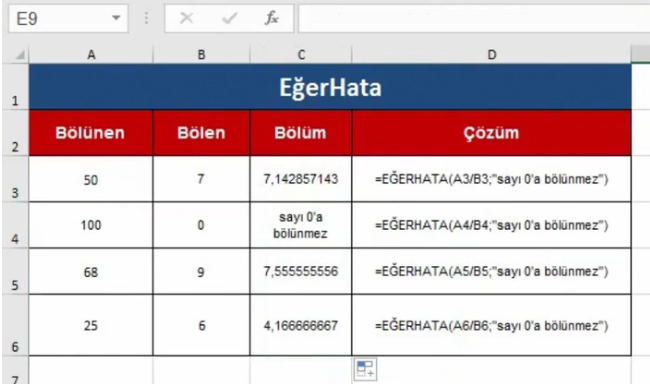 E9
fx
A B C D
1 EğerHata
2 Bölünen Bölen Bölüm Çözüm
3 50 7 7,142857143 =EĞERHATA(A3/B3;"sayı 0'a bölünmez")
4 100 0 sayı 0'a bölünmez =EĞERHATA(A4/B4;"sayı 0'a bölünmez")
5 68 9 7,555555556 =EĞERHATA(A5/B5;"sayı 0'a bölünmez")
6 25 6 4,166666667 =EĞERHATA(A6/B6;"sayı 0'a bölünmez")
7